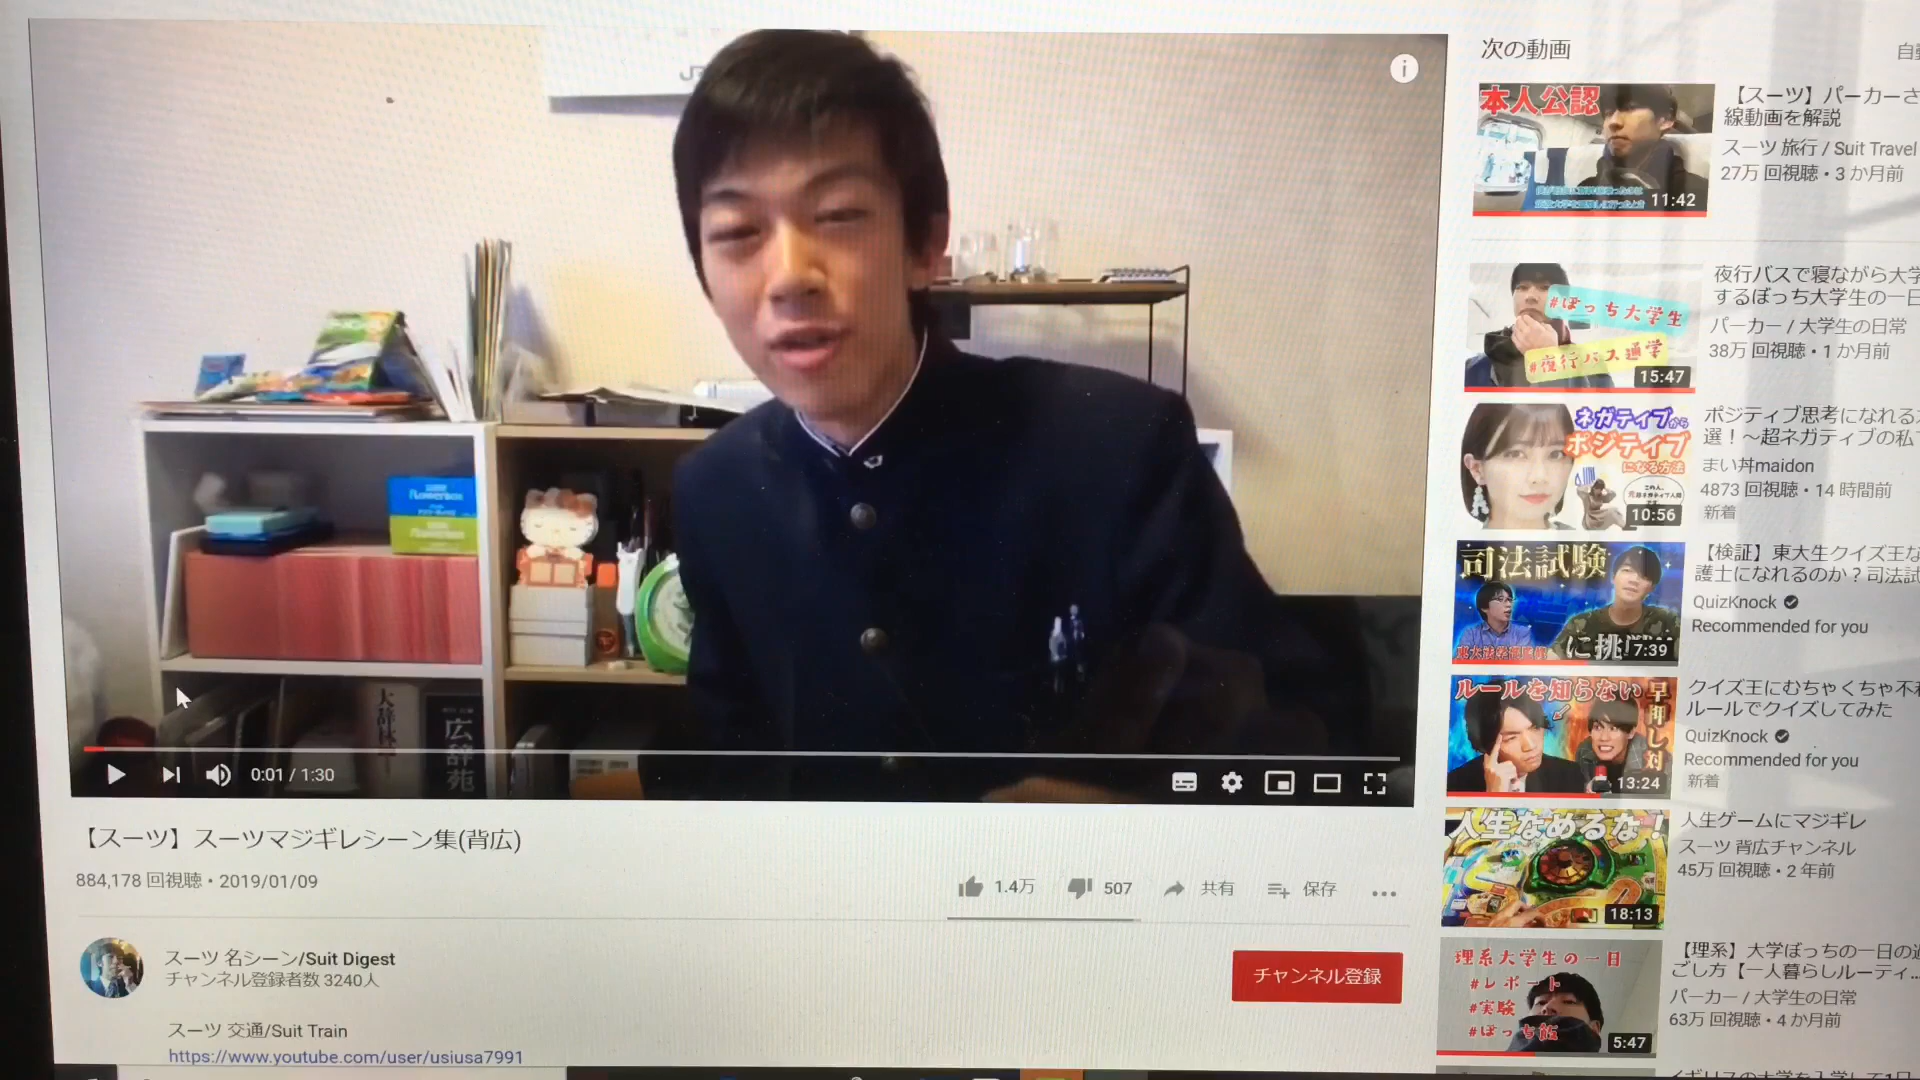 大辞林
広辞苑
0:01 / 1:30
【スーツ】スーツマジギレシーン集(背広)
884,178 回視聴・2019/01/09
1.4万
507
共有
保存
スーツ 名シーン/Suit Digest
チャンネル登録者数 3240人
チャンネル登録
スーツ 交通/Suit Train
https://www.youtube.com/user/usiusa7991
次の動画
本人公認
11:42
【スーツ】パーカーさ
線動画を解説
スーツ 旅行 / Suit Travel
27万 回視聴・3 か月前
#ぼっち大学生
#夜行バス通学
15:47
夜行バスで寝ながら大学
するぼっち大学生の一日
パーカー / 大学生の日常
38万 回視聴・1 か月前
ネガティブから
ポジティブ
になる方法
10:56
ポジティブ思考になれる
選！～超ネガティブの私
まい丼maidon
4873 回視聴・14 時間前
新着
司法試験
に挑
7:39
【検証】東大生クイズ王な
護士になれるのか？司法試
QuizKnock
Recommended for you
ルールを知らない
早押し対
13:24
クイズ王にむちゃくちゃ不利
ルールでクイズしてみた
QuizKnock
Recommended for you
新着
人生なめるな！
18:13
人生ゲームにマジギレ
スーツ 背広チャンネル
45万 回視聴・2 年前
理系大学生の一日
#レポート
#実験
#ぼっち飯
5:47
【理系】大学ぼっちの一日の過
ごし方【一人暮らしルーティ...
パーカー / 大学生の日常
63万 回視聴・4 か月前